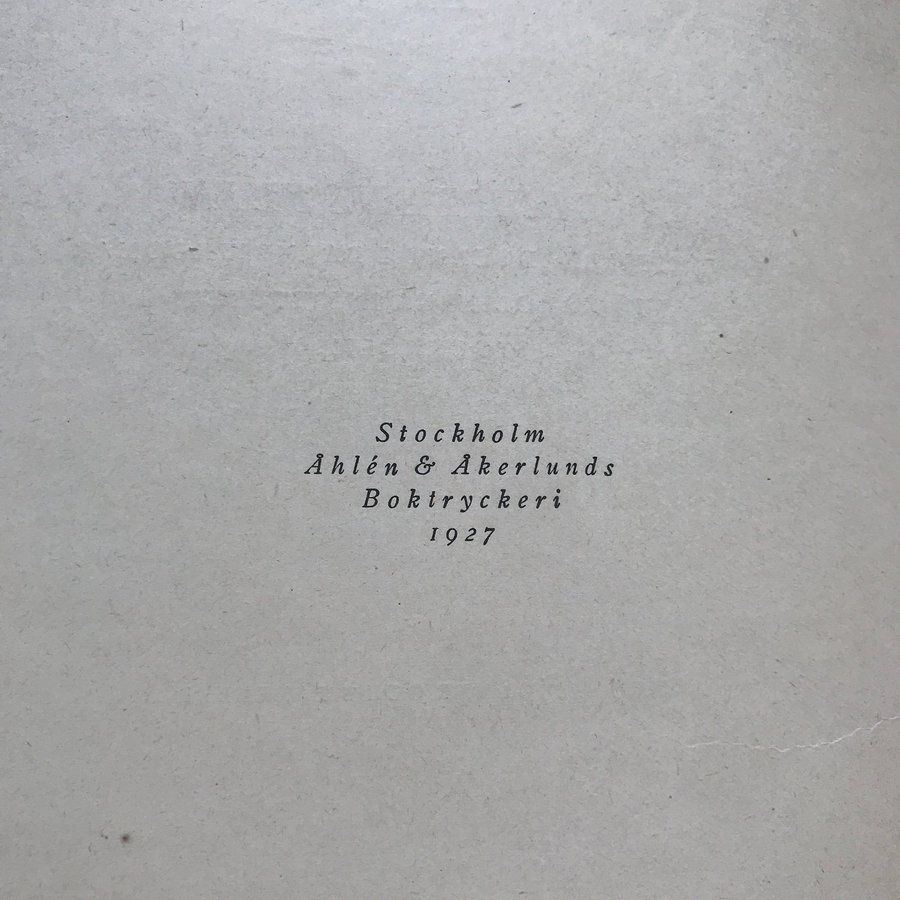 Stockholm
Åhlén & Åkerlunds
Boktryckeri
1927